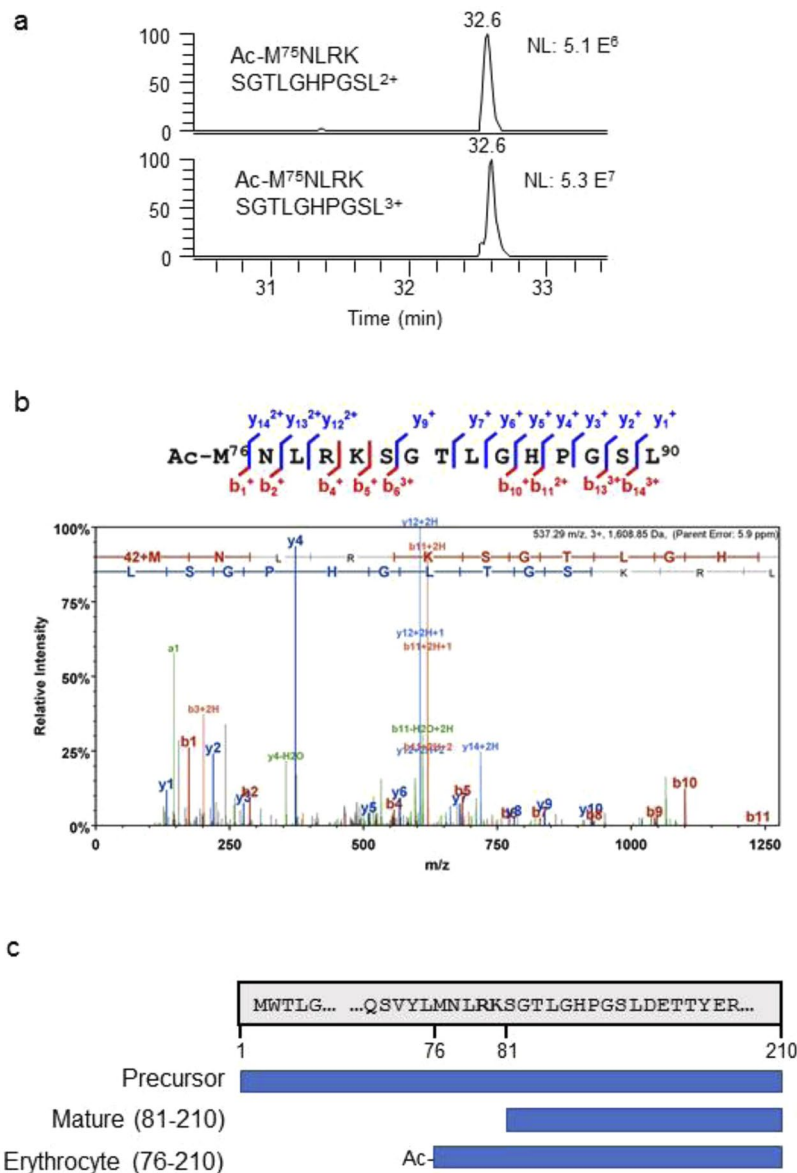 a
100
50
0
Ac-M⁷⁵NLRK
SGTLGHPGSL²⁺
32.6
NL: 5.1 E⁶
100
50
0
Ac-M⁷⁵NLRK
SGTLGHPGSL³⁺
32.6
NL: 5.3 E⁷
31 32 33
Time (min)
b
y₁₄²⁺ y₁₃²⁺ y₁₂²⁺ y₉⁺ y₇⁺ y₆⁺ y₅⁺ y₄⁺ y₃⁺ y₂⁺ y₁⁺
Ac-M⁷⁶NLRKSG TLGHPGSL⁹⁰
b₁⁺ b₂⁺ b₄⁺ b₅⁺ b₆³⁺ b₁₀⁺ b₁₁²⁺ b₁₃³⁺ b₁₄³⁺
y12+2H
537.29 m/z, 3+, 1,608.85 Da, (Parent Error: 5.9 ppm)
y4
b11+2H
42+M N L R K S G T L G H
L S G P H G L T G S K R L
y12+2H+1
b11+2H+1
a1
b3+2H
b11-H2O+2H
y14+2H
b1
y2
y4-H2O
y1
y3
b2
y5
b4
y6
y7
b5
y8
b7
y9
y10
b8
b9
b10
b11
100%
75%
50%
25%
0%
Relative Intensity
0 250 500 750 1000 1250
m/z
c
MWTLG… …QSVYLMNLRKSGTLGHPGSLDETTYER…
1 76 81 210
Precursor
Mature (81-210)
Erythrocyte (76-210)
Ac-